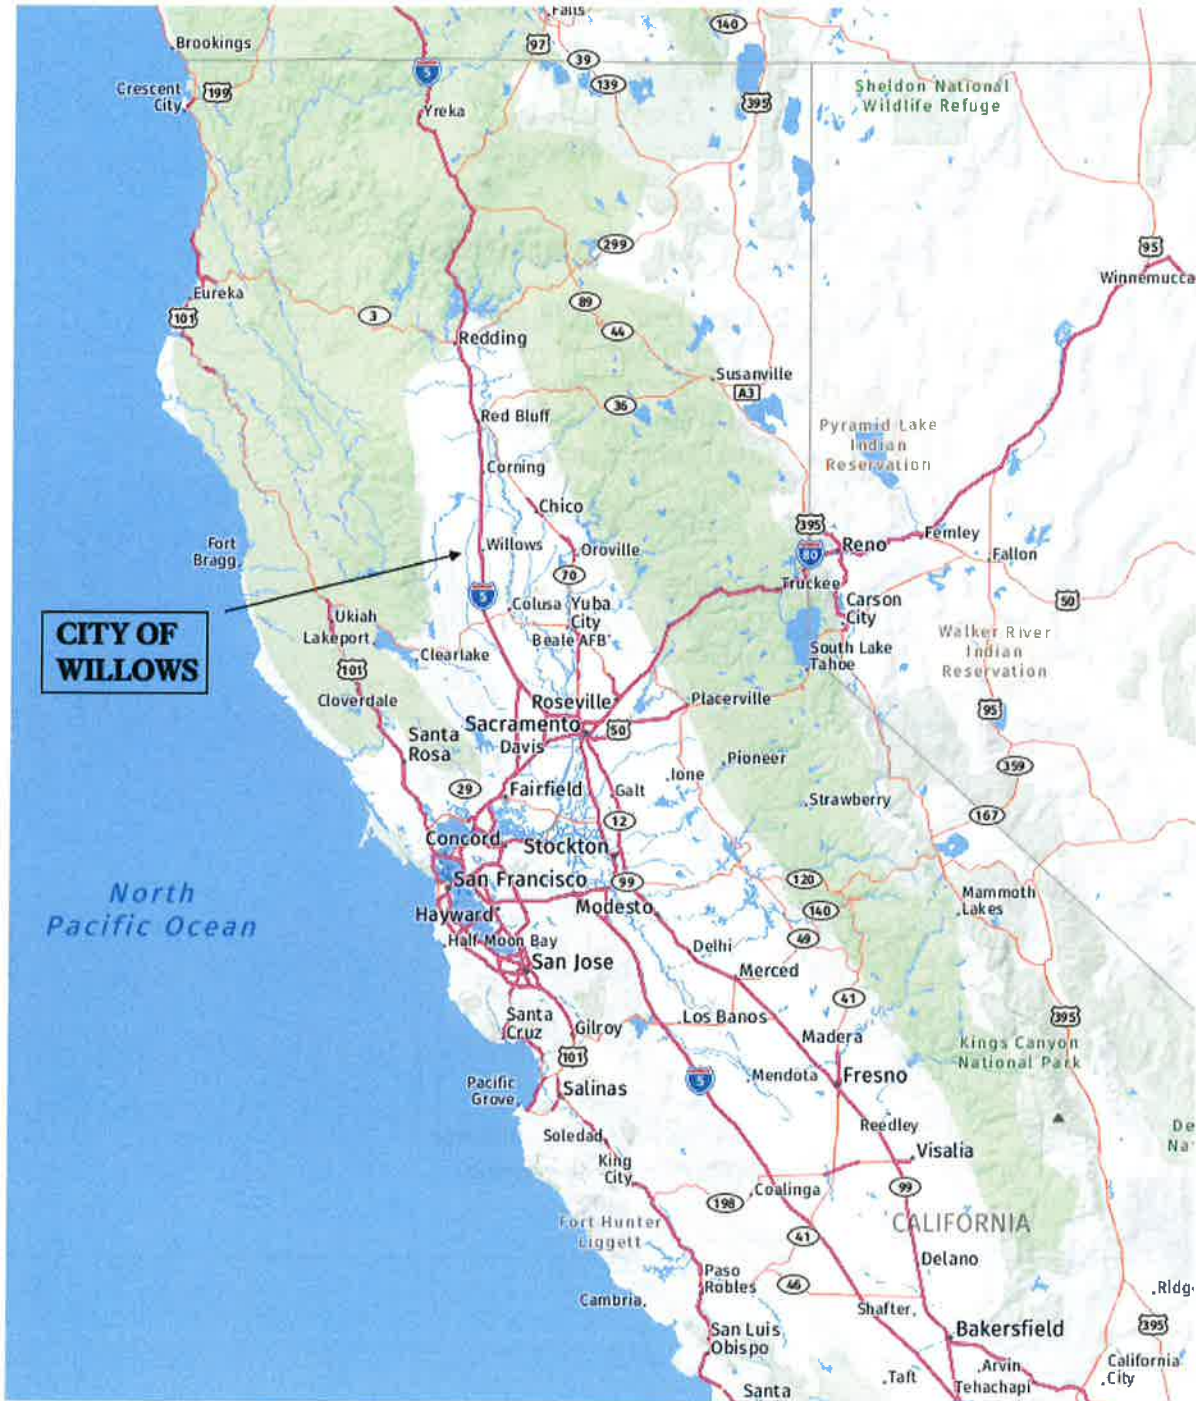 Falls
140
Brookings
97
39
5
139
Crescent
City
199
395
Sheldon National
Wildlife Refuge
Yreka
299
95
Winnemucca
Eureka
101
3
89
44
Redding
Susanville
A3
36
Red Bluff
Pyramid Lake
Indian
Reservation
Corning
Chico
395
Fernley
Fort
Bragg
Willows
Oroville
80
Reno
Fallon
70
Truckee
5
Colusa
Yuba
City
Carson
City
50
CITY OF
WILLOWS
Ukiah
Lakeport
Beale AFB
Walker River
Indian
Reservation
Clearlake
South Lake
Tahoe
101
Cloverdale
Roseville
Placerville
95
Sacramento
50
Santa
Rosa
Davis
Pioneer
359
Ione
29
Fairfield
Galt
Strawberry
12
167
Concord
Stockton
North
Pacific Ocean
San Francisco
99
120
Mammoth
Lakes
Hayward
Modesto
140
Half Moon Bay
49
Delhi
San Jose
Merced
41
Santa
Cruz
Gilroy
Los Banos
395
Madera
Kings Canyon
National Park
101
Pacific
Grove
Salinas
5
Mendota
Fresno
Soledad
Reedley
De
Na
King
City
Visalia
Coalinga
99
198
Fort Hunter
Liggett
CALIFORNIA
41
Delano
Paso
Robles
46
Cambria
Shafter
Ridg
San Luis
Obispo
Bakersfield
395
Arvin
California
City
Taft
Tehachapi
Santa